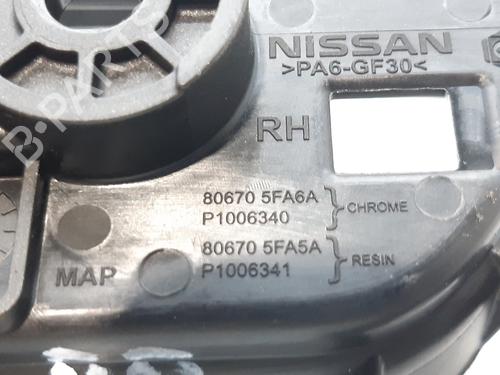 NISSAN
>PA6-GF30<
RH
80670 5FA6A
P1006340
CHROME
80670 5FA5A
P1006341
RESIN
MAP
B-PARTS